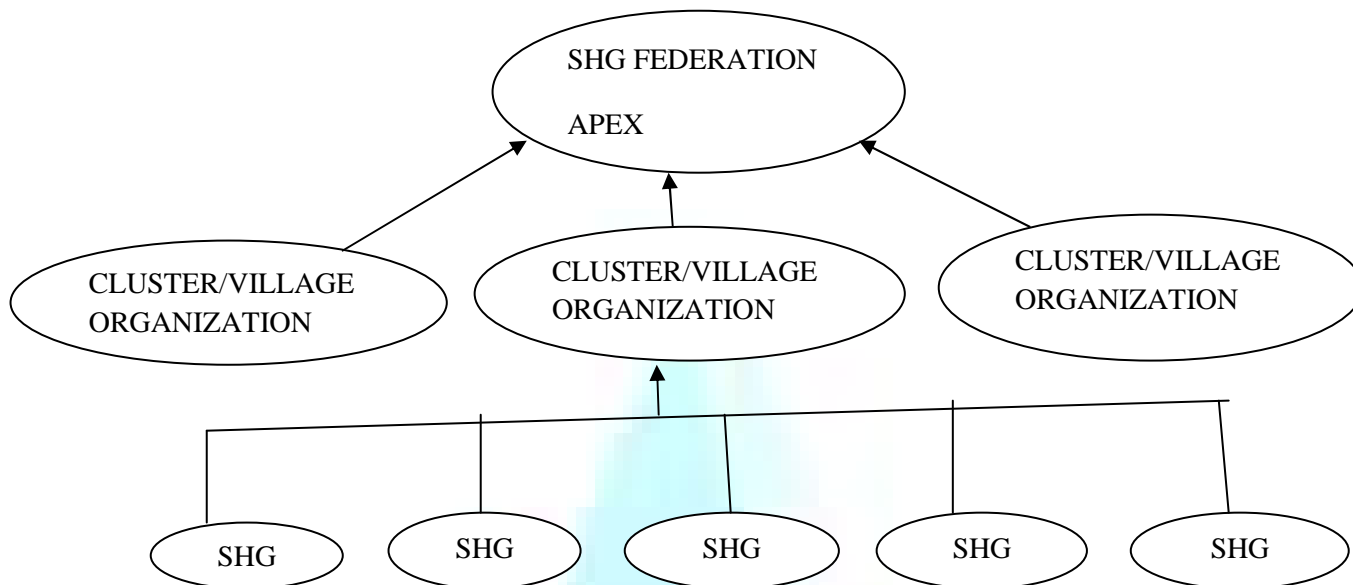 SHG FEDERATION
APEX
CLUSTER/VILLAGE
ORGANIZATION
CLUSTER/VILLAGE
ORGANIZATION
CLUSTER/VILLAGE
ORGANIZATION
SHG
SHG
SHG
SHG
SHG